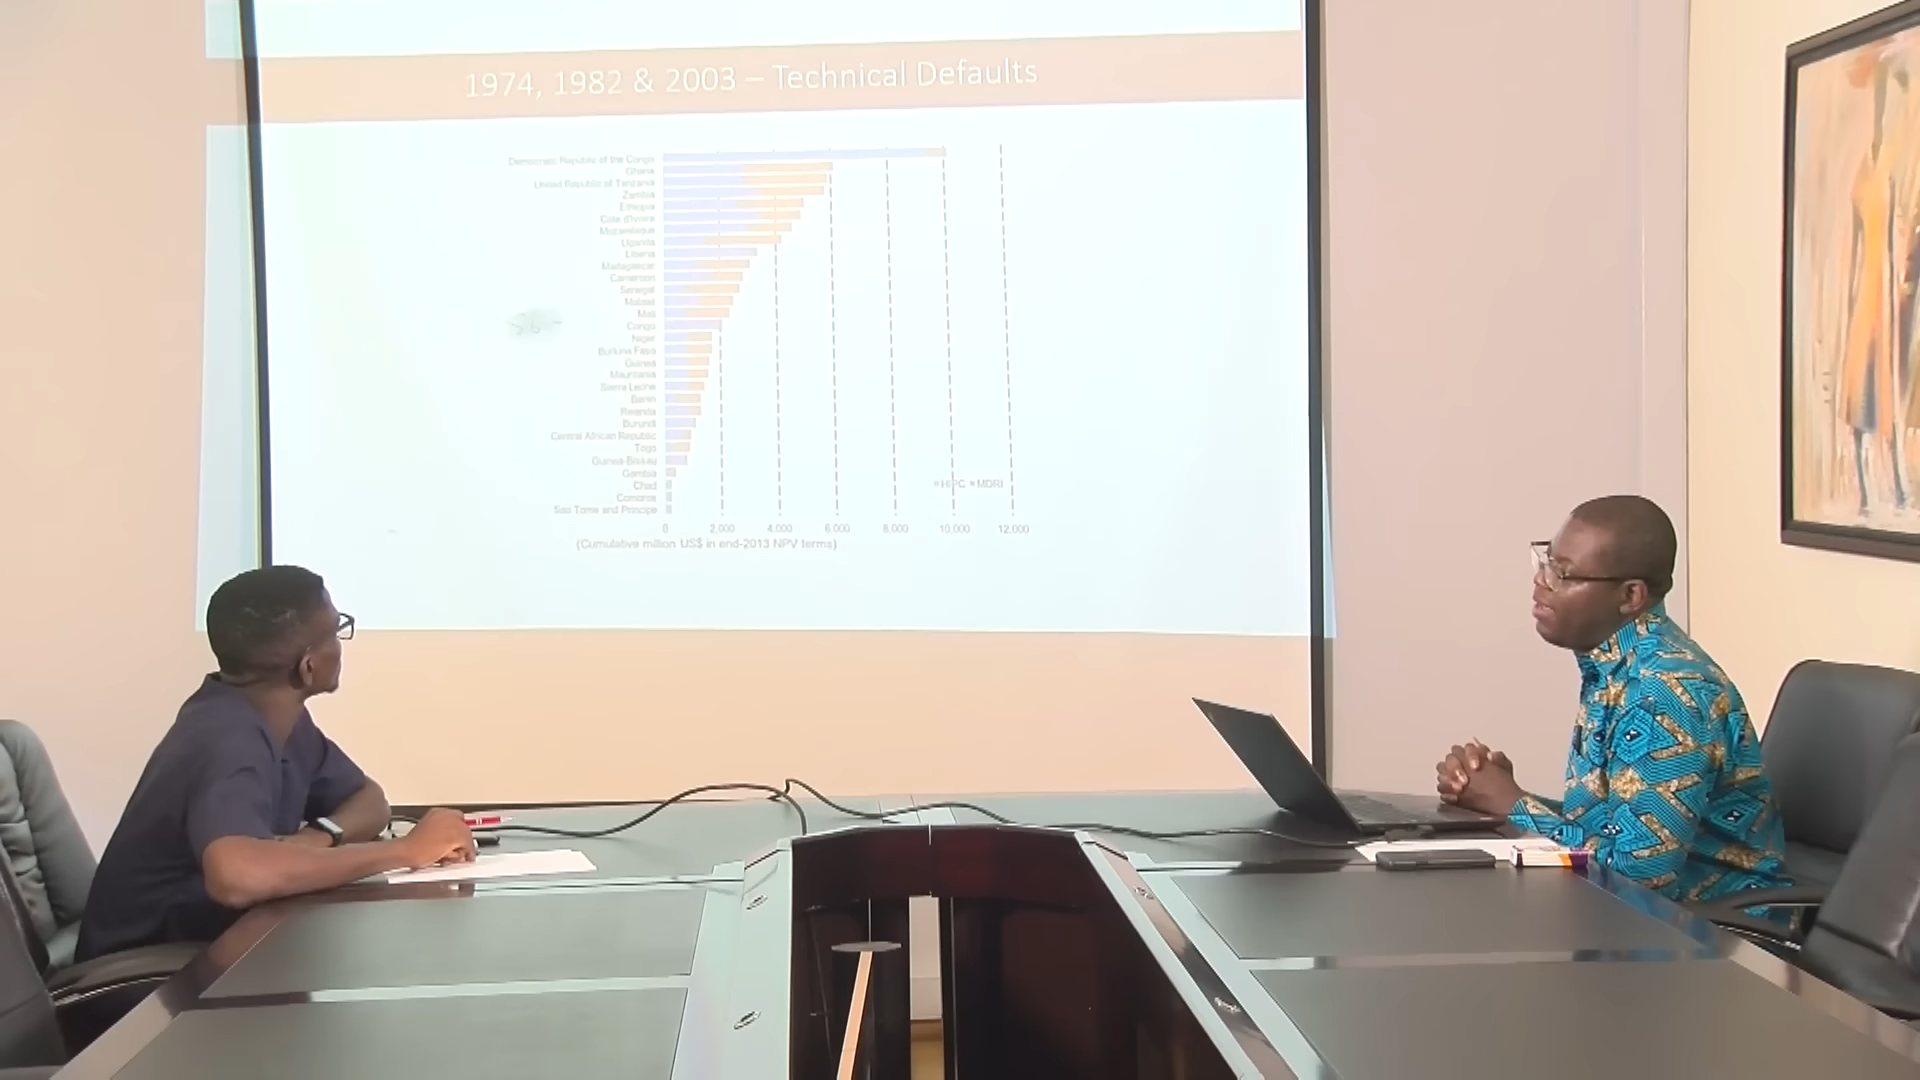 1974, 1982 & 2003 – Technical Defaults
Democratic Republic of the Congo
Ghana
United Republic of Tanzania
Zambia
Ethiopia
Cote d'Ivoire
Mozambique
Uganda
Liberia
Madagascar
Cameroon
Senegal
Malawi
Mali
Congo
Niger
Burkina Faso
Guinea
Mauritania
Sierra Leone
Benin
Rwanda
Burundi
Central African Republic
Togo
Guinea-Bissau
Gambia
Chad
Comoros
Sao Tome and Principe
HIPC MDRI
0 2,000 4,000 6,000 8,000 10,000 12,000
(Cumulative million US$ in end-2013 NPV terms)